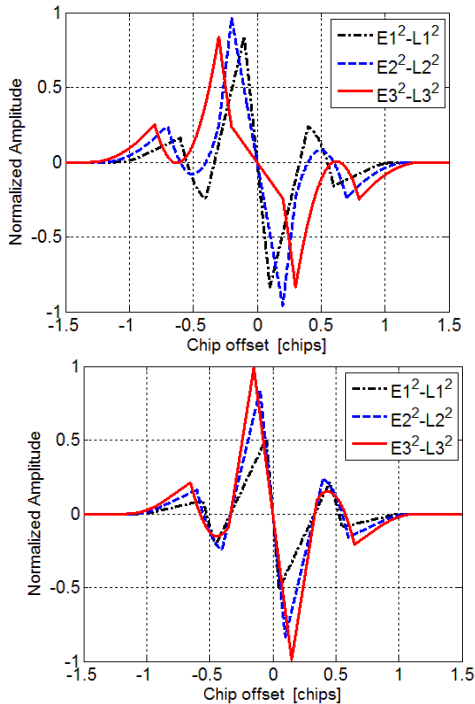 1
0.5
0
-0.5
-1
Normalized Amplitude
E1²-L1²
E2²-L2²
E3²-L3²
-1.5 -1 -0.5 0 0.5 1 1.5
Chip offset [chips]
1
0.5
0
-0.5
-1
Normalized Amplitude
E1²-L1²
E2²-L2²
E3²-L3²
-1.5 -1 -0.5 0 0.5 1 1.5
Chip offset [chips]